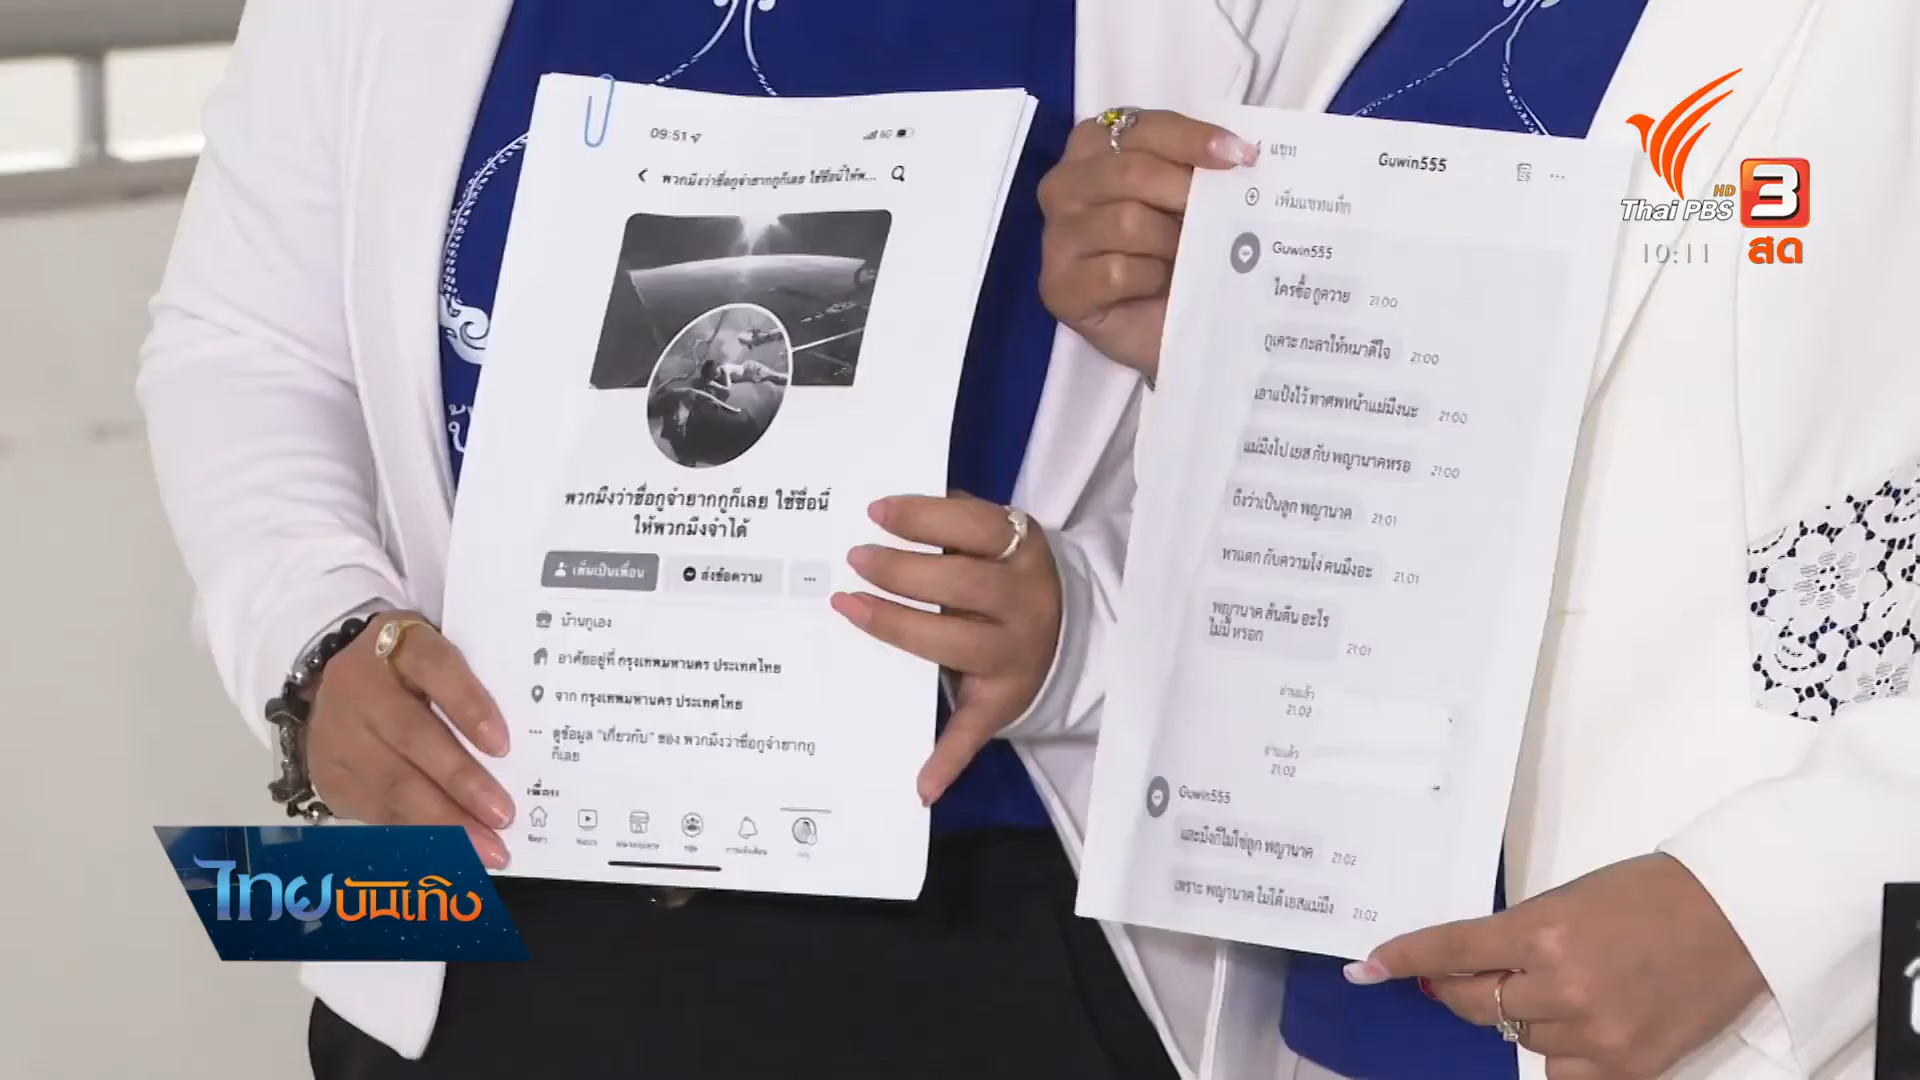 09:51
5G
พวกมึงว่าชื่อกูจำยากกูก็เลย ใช้ชื่อนี้ให้พ...
พวกมึงว่าชื่อกูจำยากกูก็เลย ใช้ชื่อนี้
ให้พวกมึงจำได้
เพิ่มเป็นเพื่อน
ส่งข้อความ
บ้านกูเอง
อาศัยอยู่ที่ กรุงเทพมหานคร ประเทศไทย
จาก กรุงเทพมหานคร ประเทศไทย
ดูข้อมูล "เกี่ยวกับ" ของ พวกมึงว่าชื่อกูจำยากกู
ก็เลย
เพื่อน
แชท
Guwin555
เพิ่มแชทแท็ก
Guwin555
ใครซื้อ กูควาย 21:00
กูเคาะ กะลาให้หมาดีใจ 21:00
เอาแป้งไว้ ทาศพหน้าแม่มึงนะ 21:00
แม่มึงไป เยส กับ พญานาคหรอ 21:00
ถึงว่าเป็นลูก พญานาค 21:01
พาแดก กับความโง่ คนมึงอะ 21:01
พญานาค ส้นตีน อะไร
ไม่มี หรอก 21:01
อ่านแล้ว
21:02
อ่านแล้ว
21:02
Guwin555
และมึงก็ไม่ใช่ลูก พญานาค 21:02
เพราะ พญานาค ไม่ได้ เยสแม่มึง 21:02
HD
Thai PBS 3
10:11 สด
ไทยบันเทิง